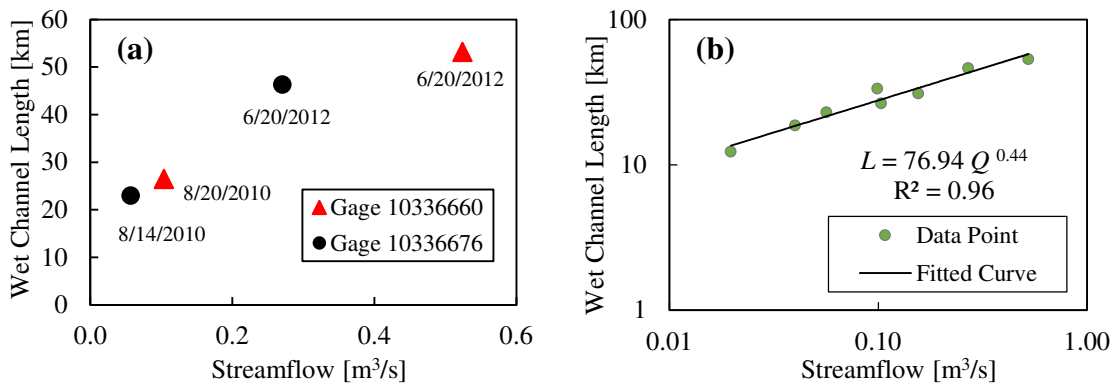 (a)
Wet Channel Length [km]
60
50
40
30
20
10
0
6/20/2012
6/20/2012
8/20/2010
8/14/2010
Gage 10336660
Gage 10336676
0.0
0.2
0.4
0.6
Streamflow [m³/s]
(b)
Wet Channel Length [km]
100
10
1
L = 76.94 Q 0.44
R² = 0.96
Data Point
Fitted Curve
0.01
0.10
1.00
Streamflow [m³/s]